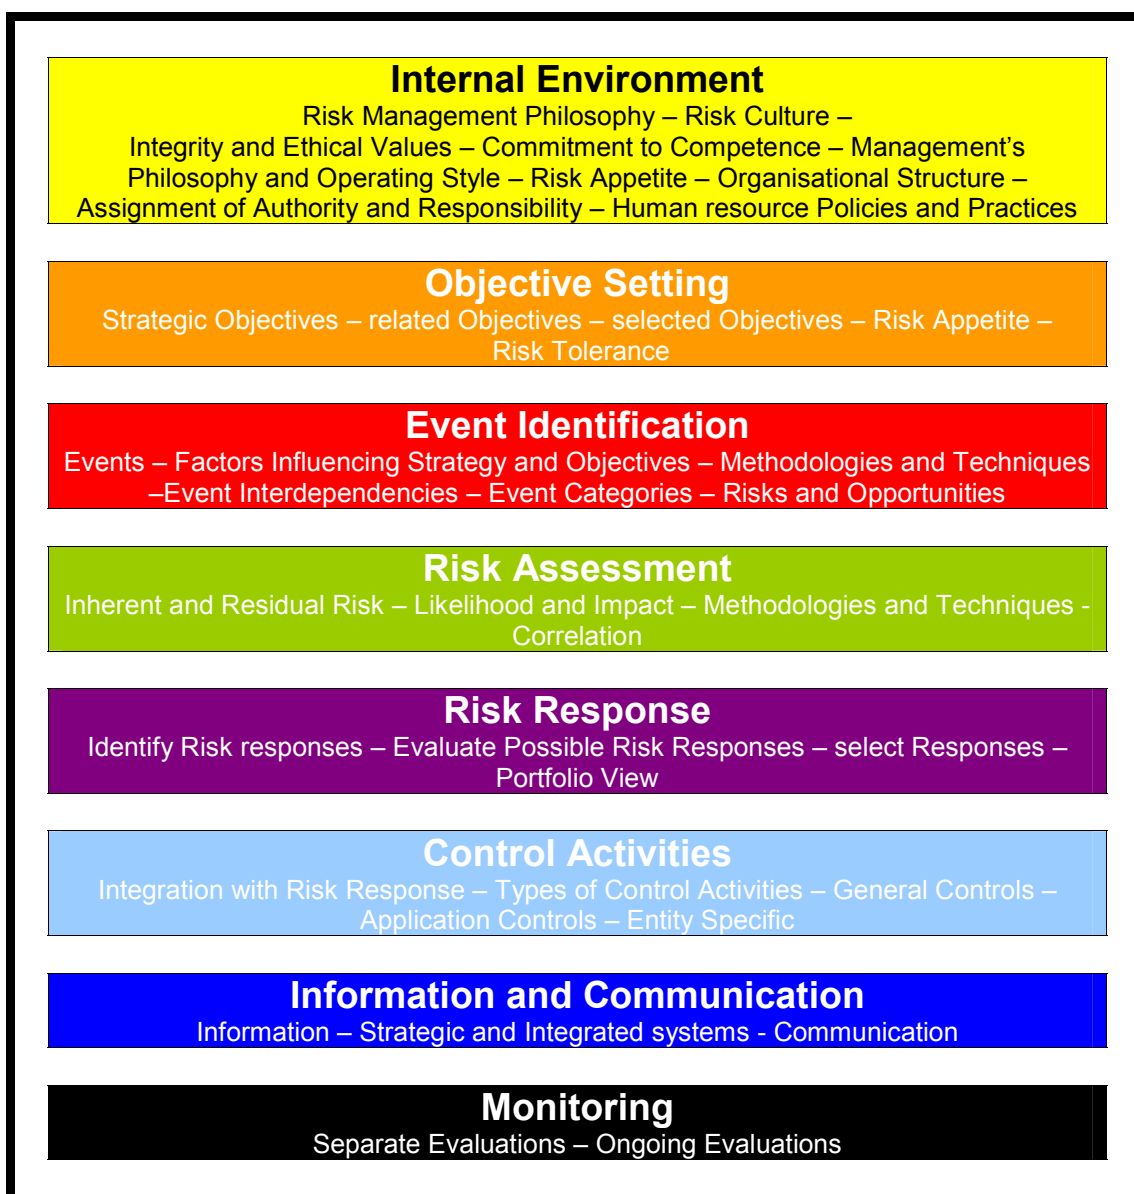 Internal Environment
Risk Management Philosophy – Risk Culture –
Integrity and Ethical Values – Commitment to Competence – Management’s
Philosophy and Operating Style – Risk Appetite – Organisational Structure –
Assignment of Authority and Responsibility – Human resource Policies and Practices
Objective Setting
Strategic Objectives – related Objectives – selected Objectives – Risk Appetite –
Risk Tolerance
Event Identification
Events – Factors Influencing Strategy and Objectives – Methodologies and Techniques
–Event Interdependencies – Event Categories – Risks and Opportunities
Risk Assessment
Inherent and Residual Risk – Likelihood and Impact – Methodologies and Techniques -
Correlation
Risk Response
Identify Risk responses – Evaluate Possible Risk Responses – select Responses –
Portfolio View
Control Activities
Integration with Risk Response – Types of Control Activities – General Controls –
Application Controls – Entity Specific
Information and Communication
Information – Strategic and Integrated systems - Communication
Monitoring
Separate Evaluations – Ongoing Evaluations